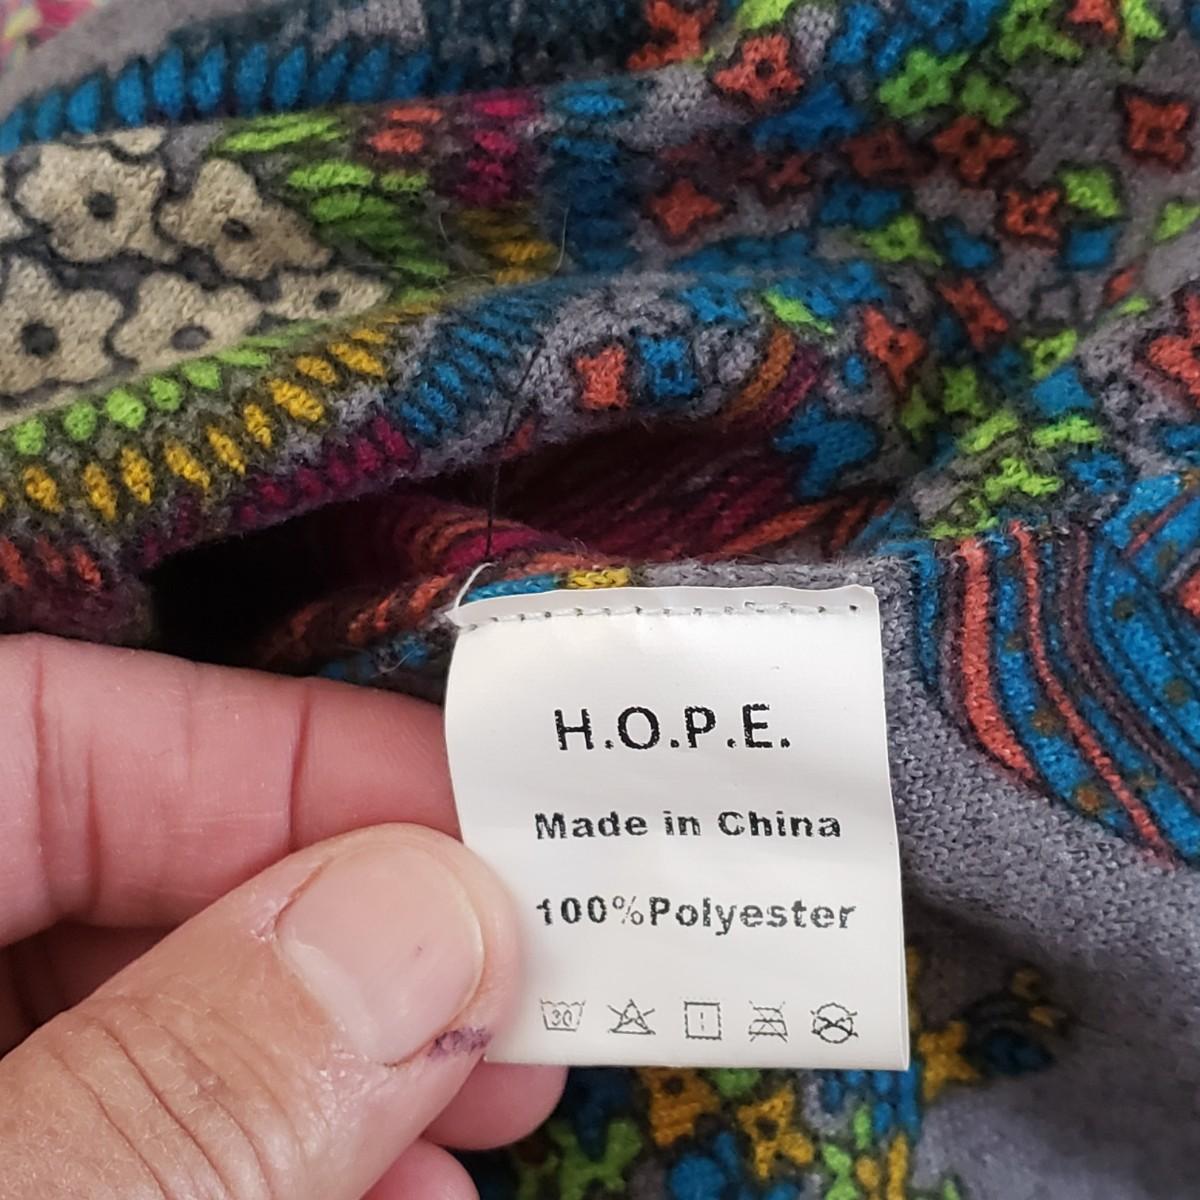 H.O.P.E.
Made in China
100%Polyester
30